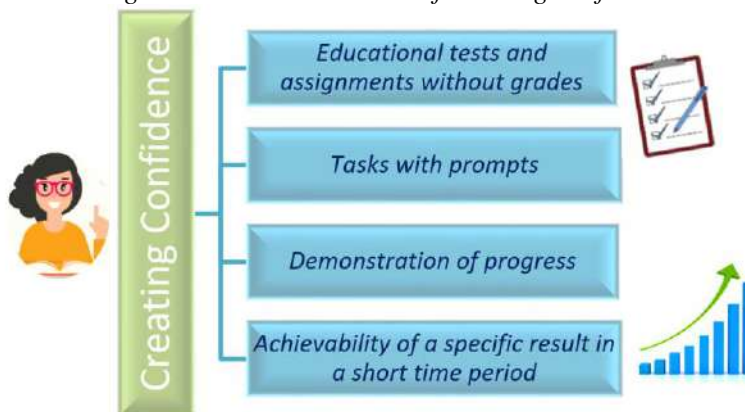 Creating Confidence
Educational tests and
assignments without grades
Tasks with prompts
Demonstration of progress
Achievability of a specific result in
a short time period